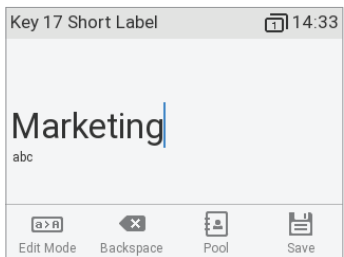 Key 17 Short Label 1 14:33
Marketing
abc
a>A
Edit Mode Backspace Pool Save